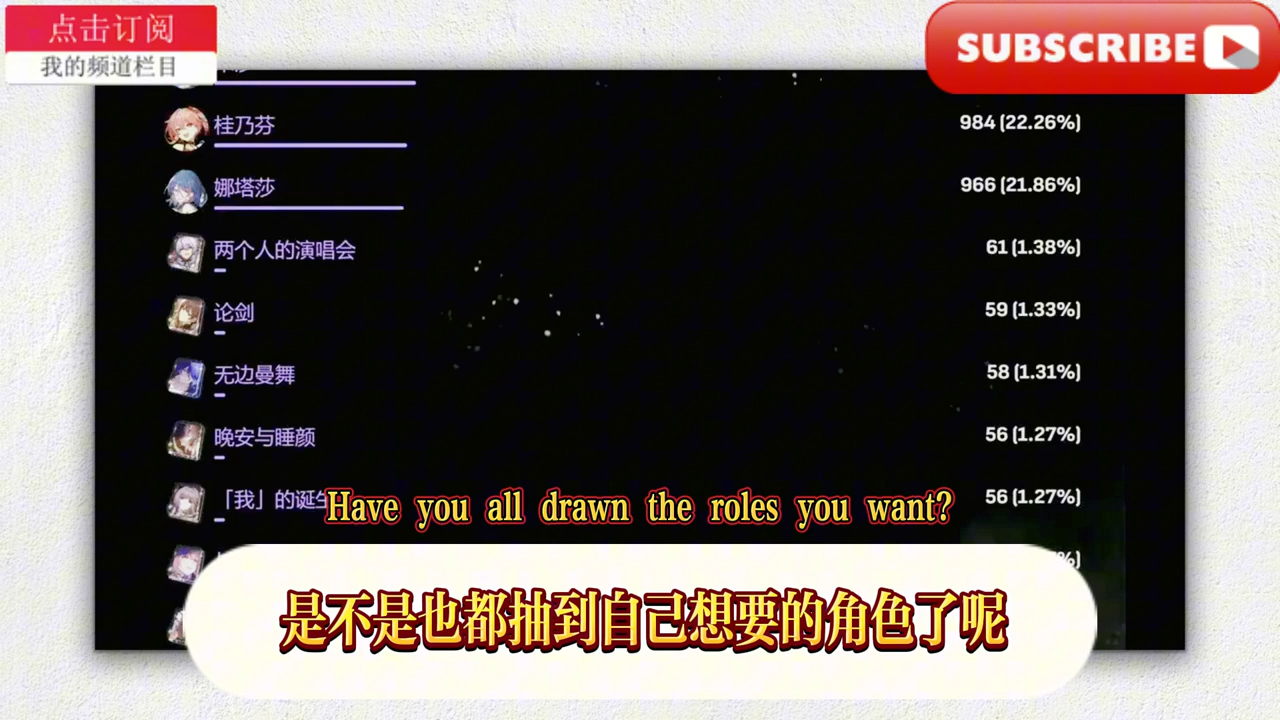 点击订阅
我的频道栏目
SUBSCRIBE
桂乃芬 984 (22.26%)
娜塔莎 966 (21.86%)
两个人的演唱会 61 (1.38%)
论剑 59 (1.33%)
无边曼舞 58 (1.31%)
晚安与睡颜 56 (1.27%)
「我」的诞生 56 (1.27%)
Have you all drawn the roles you want?
%)
是不是也都抽到自己想要的角色了呢